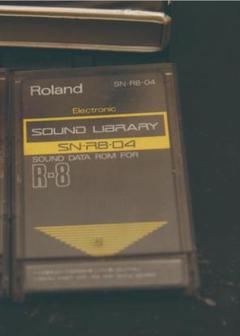 Roland SN-R8-04
Electronic
SOUND LIBRARY
SN-R8-04
SOUND DATA ROM FOR
R-8